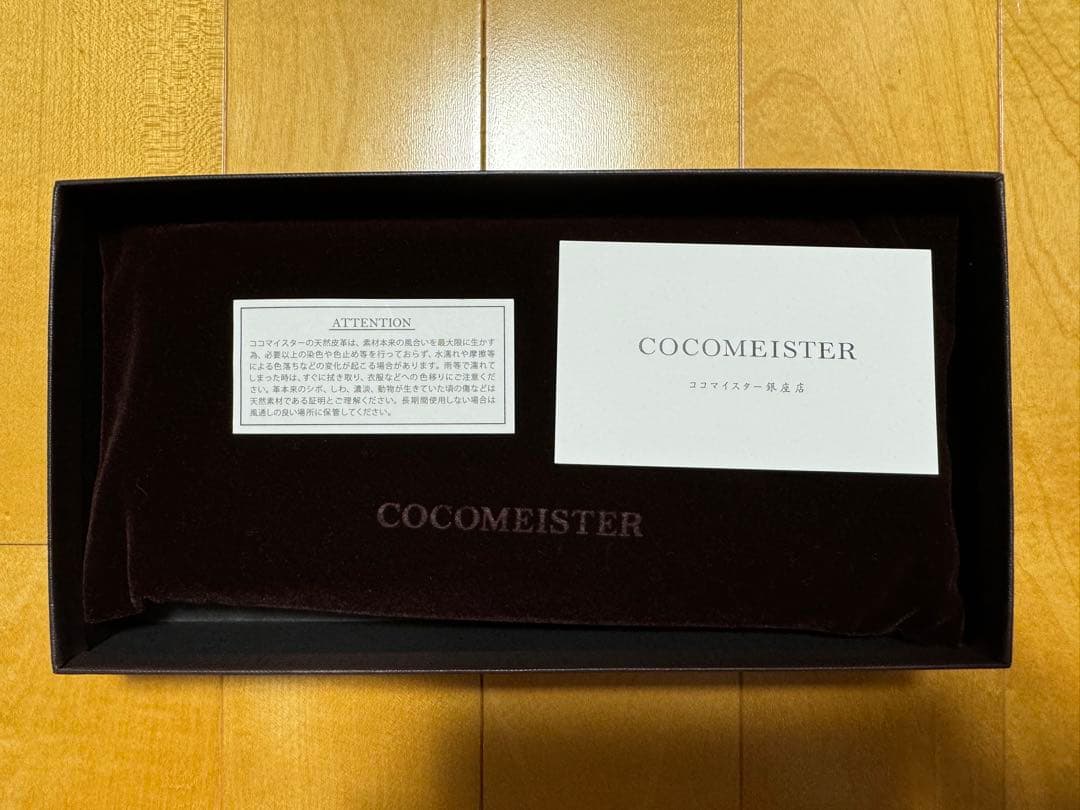 ATTENTION
ココマイスターの天然皮革は、素材本来の風合いを最大限に生かす
為、必要以上の染色や色止め等を行っておらず、水濡れや摩擦等
による色落ちなどの変化が起こる場合があります。雨等で濡れて
しまった時は、すぐに拭き取り、衣服などへの色移りにご注意くださ
い。革本来のシボ、しわ、濃淡、動物が生きていた頃の傷などは
天然素材である証明とご理解ください。長期間使用しない場合は
風通しの良い場所に保管してください。
COCOMEISTER
ココマイスター銀座店
COCOMEISTER